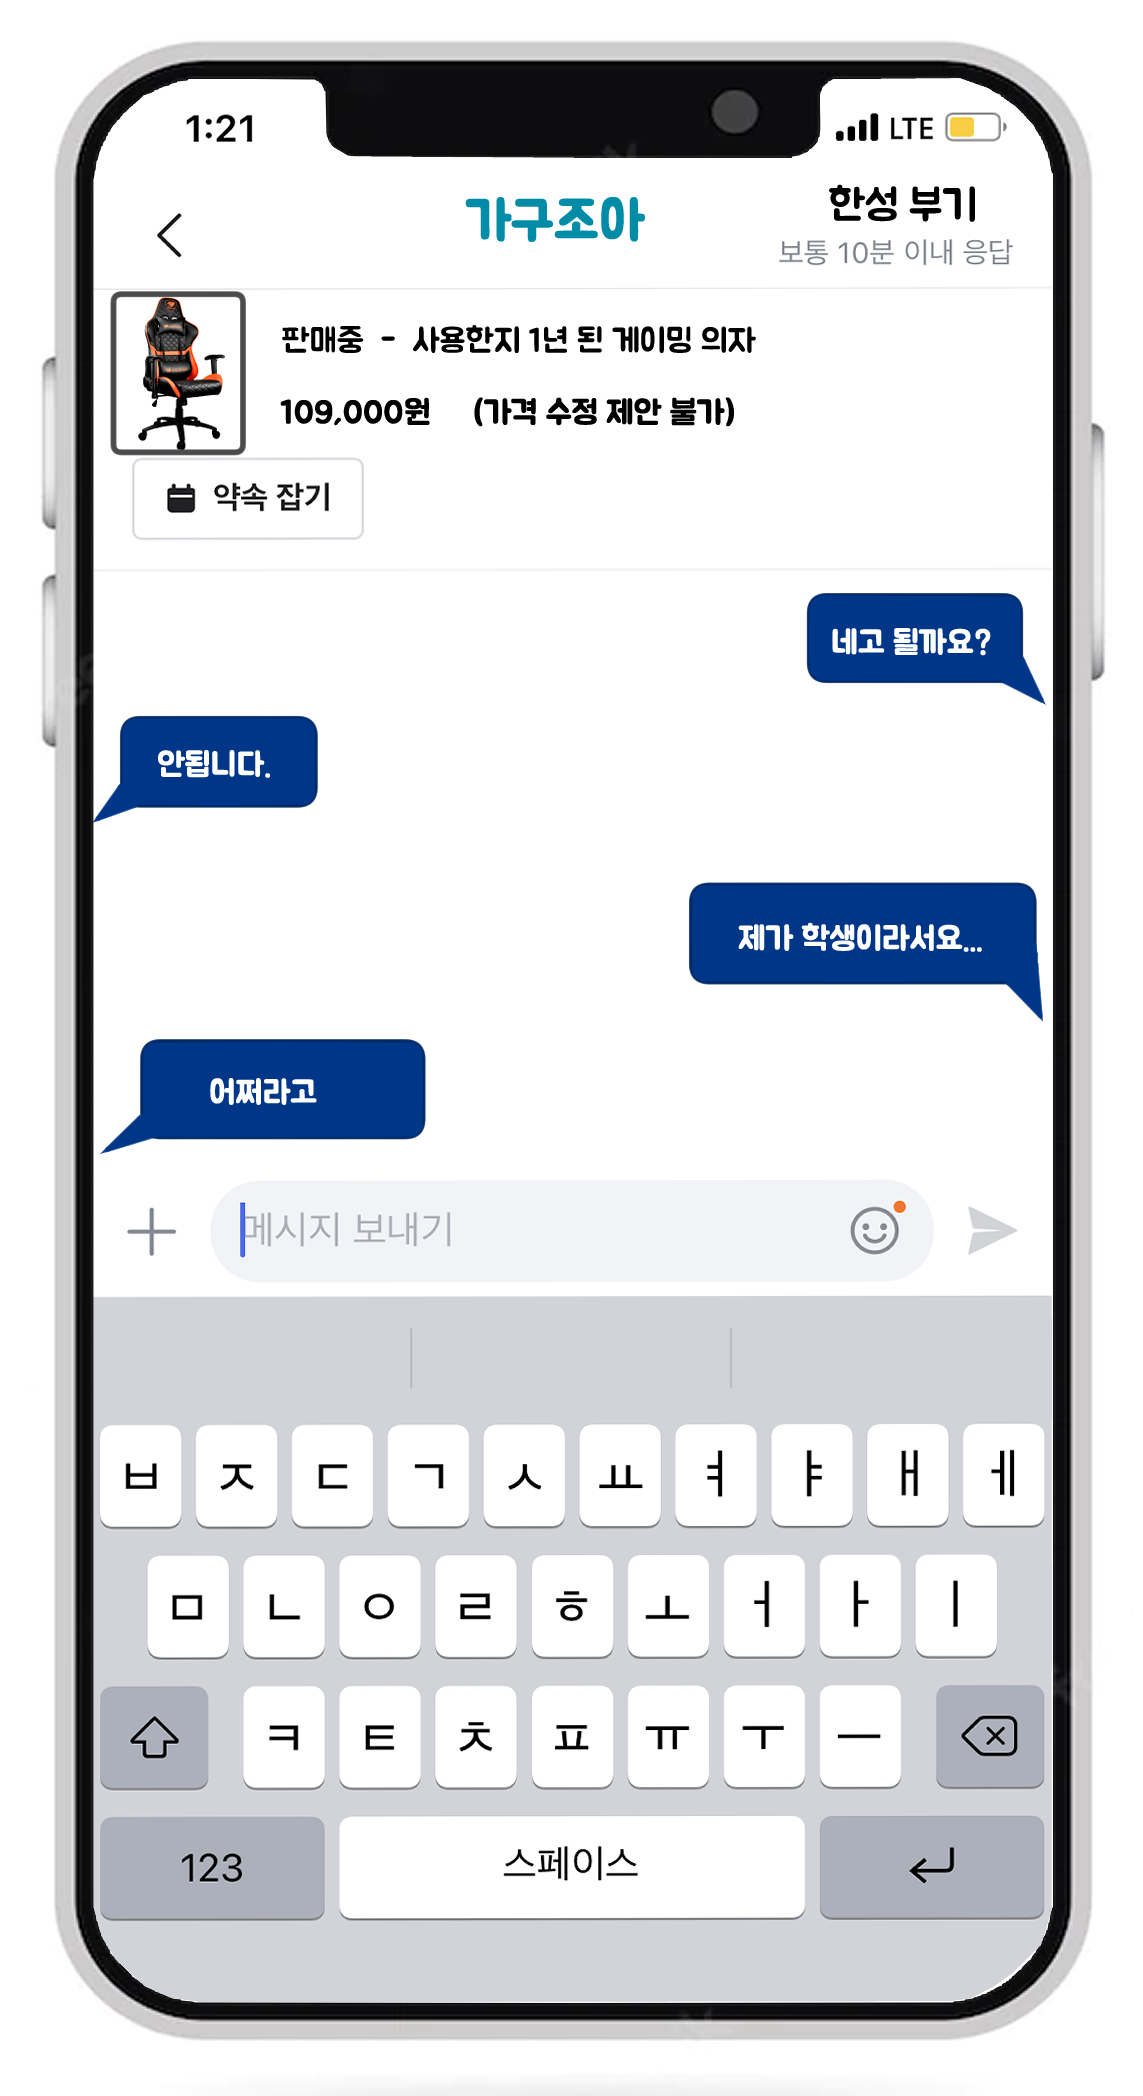 1:21
LTE
가구조아
한성 부기
보통 10분 이내 응답
판매중 - 사용한지 1년 된 게이밍 의자
109,000원 (가격 수정 제안 불가)
약속 잡기
네고 될까요?
안됩니다.
제가 학생이라서요...
어쩌라고
메시지 보내기
ㅂ ㅈ ㄷ ㄱ ㅅ ㅛ ㅕ ㅑ ㅐ ㅔ
ㅁ ㄴ ㅇ ㄹ ㅎ ㅗ ㅓ ㅏ ㅣ
ㅋ ㅌ ㅊ ㅍ ㅠ ㅜ ㅡ
123 스페이스